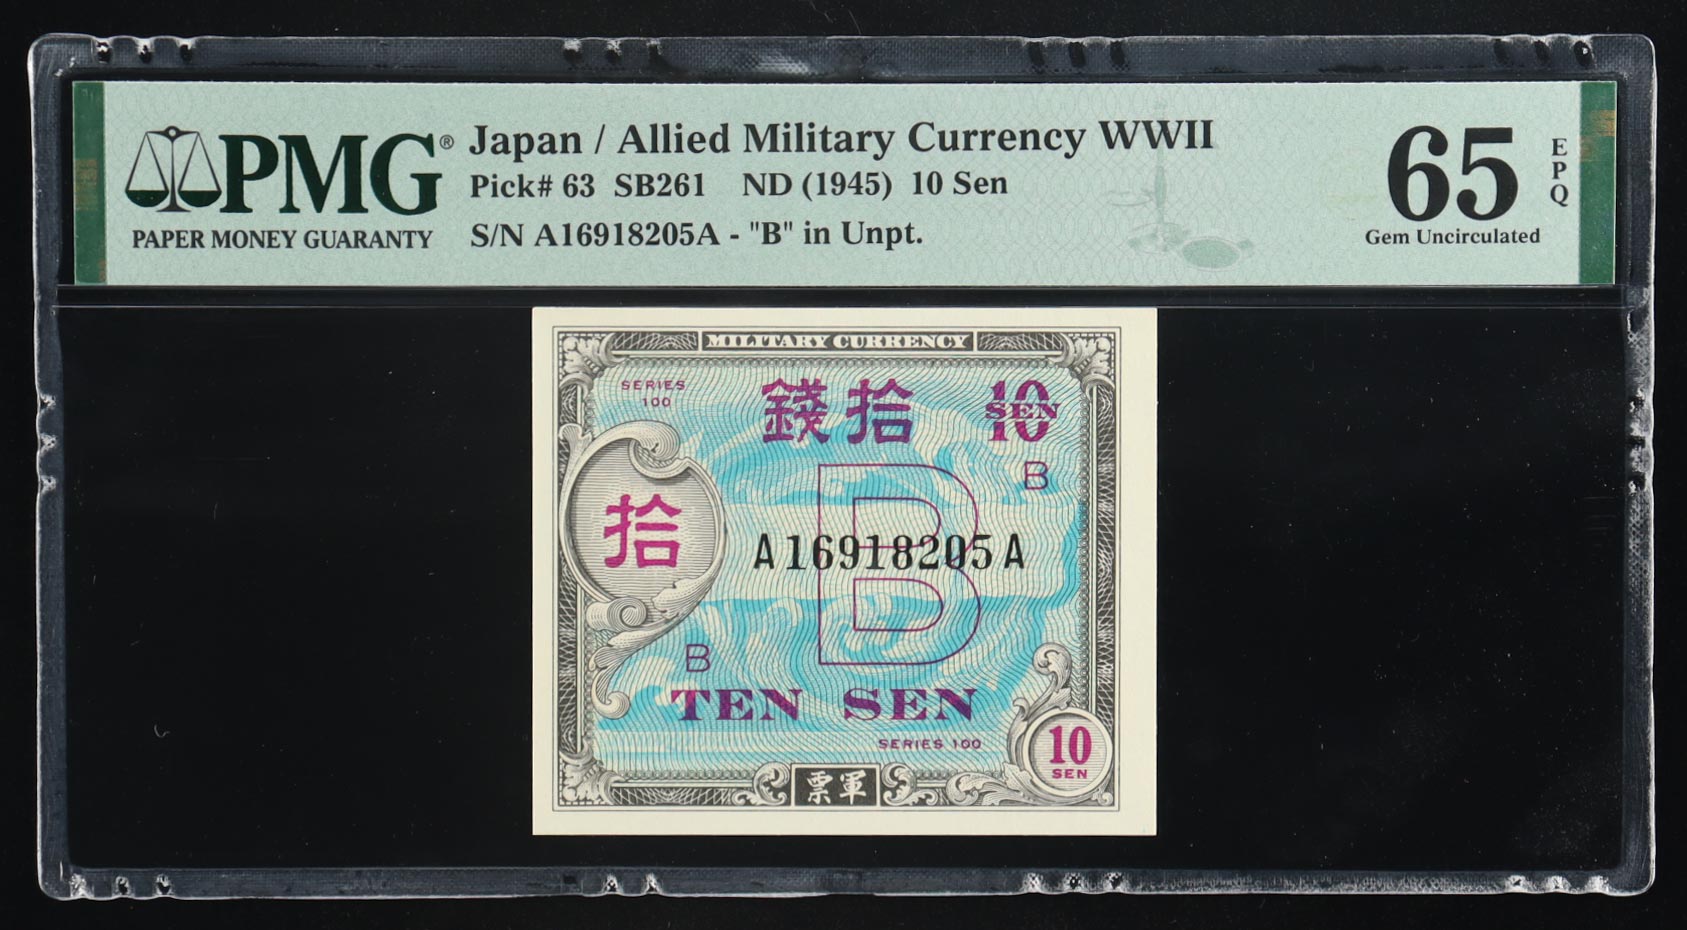 PMG®
PAPER MONEY GUARANTY
Japan / Allied Military Currency WWII
Pick# 63 SB261 ND (1945) 10 Sen
S/N A16918205A - "B" in Unpt.
65
EPQ
Gem Uncirculated
MILITARY CURRENCY
SERIES
100
錢拾
10
SEN
10
B
拾
B
A16918205A
B
TEN SEN
SERIES 100
10
SEN
票軍